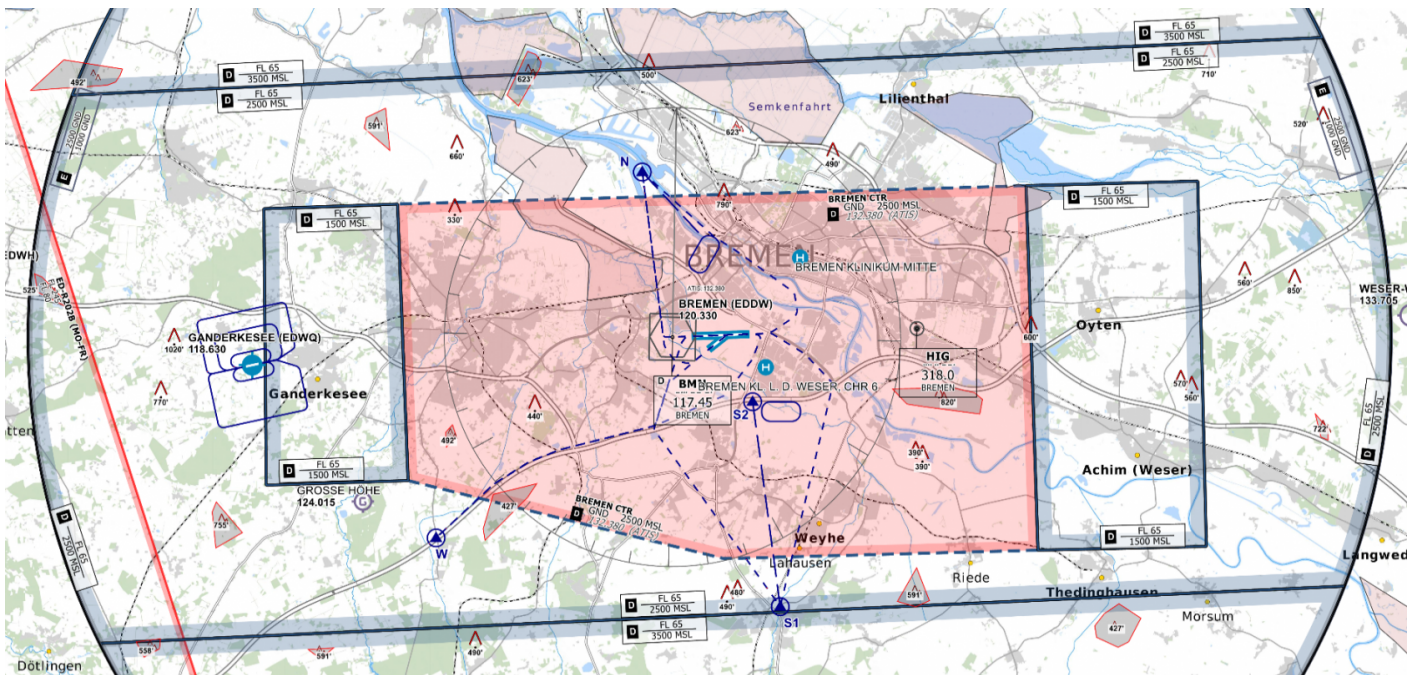 D FL 65
3500 MSL
D FL 65
2500 MSL
D FL 65
3500 MSL
D FL 65
2500 MSL
492'
623'
500'
710'
Lilienthal
Semkenfahrt
E
2500 GND
1000 GND
591'
660'
623'
490'
520'
E
2500 GND
1000 GND
N
D FL 65
1500 MSL
330'
790'
BREMEN CTR
D GND 2500 MSL
132.380 (ATIS)
D FL 65
1500 MSL
BREMEN
H
BREMEN KLINIKUM MITTE
EDWH)
525'
ED-R202B (MO-FR)
ATIS 132.380
BREMEN (EDDW)
120.330
560'
850'
WESER-W
133.705
GANDERKESEE (EDWQ)
118.630
1020'
Oyten
600'
HIG
318.0
BREMEN
H
D
BMN
117.45
BREMEN
BREMEN KL. L. D. WESER, CHR 6
770'
Ganderkesee
S2
820'
570'
560'
440'
492'
722'
tten
390'
390'
D FL 65
2500 MSL
D FL 65
1500 MSL
Achim (Weser)
GROSSE HÖHE
124.015
G
BREMEN CTR
D GND 2500 MSL
132.380 (ATIS)
427'
755'
D FL 65
2500 MSL
W
Weyhe
Lahausen
D FL 65
1500 MSL
Langwed
Riede
Thedinghausen
480'
490'
591'
D FL 65
2500 MSL
D FL 65
3500 MSL
S1
Morsum
427'
558'
591'
490'
Dötlingen